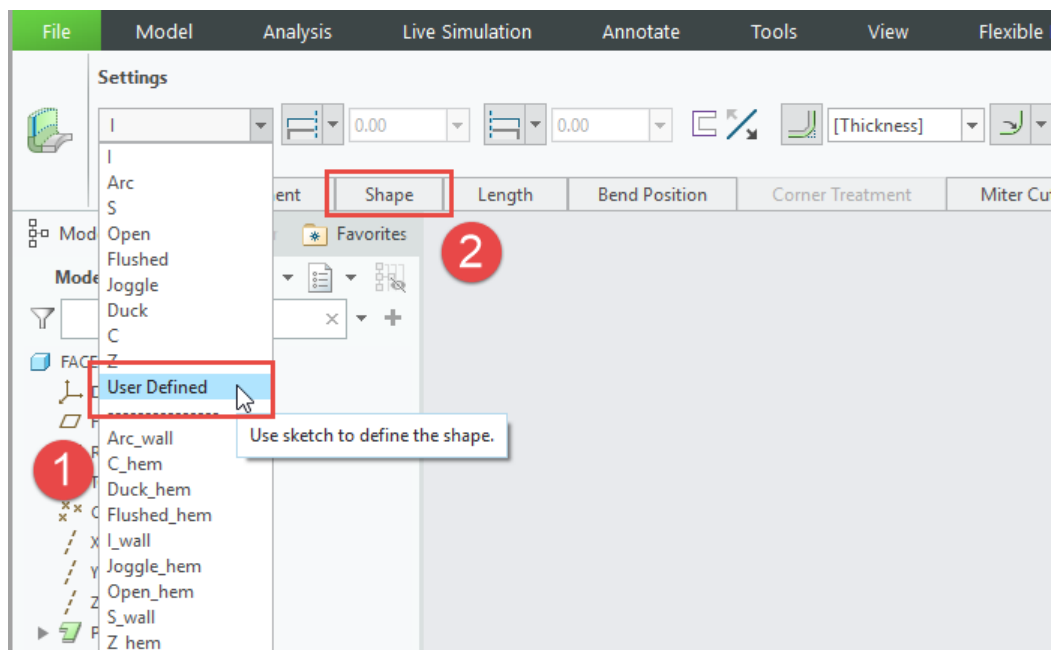 File Model Analysis Live Simulation Annotate Tools View Flexible
Settings
I 0.00 0.00 [Thickness]
ent Shape Length Bend Position Corner Treatment Miter Cu
I
Arc
S
Open
Flushed
Joggle
Duck
C
Z
User Defined
---------------
Arc_wall
C_hem
Duck_hem
Flushed_hem
I_wall
Joggle_hem
Open_hem
S_wall
Z_hem
Mod Favorites
2
Mode
FACE
Use sketch to define the shape.
1
X
Y
Z
P